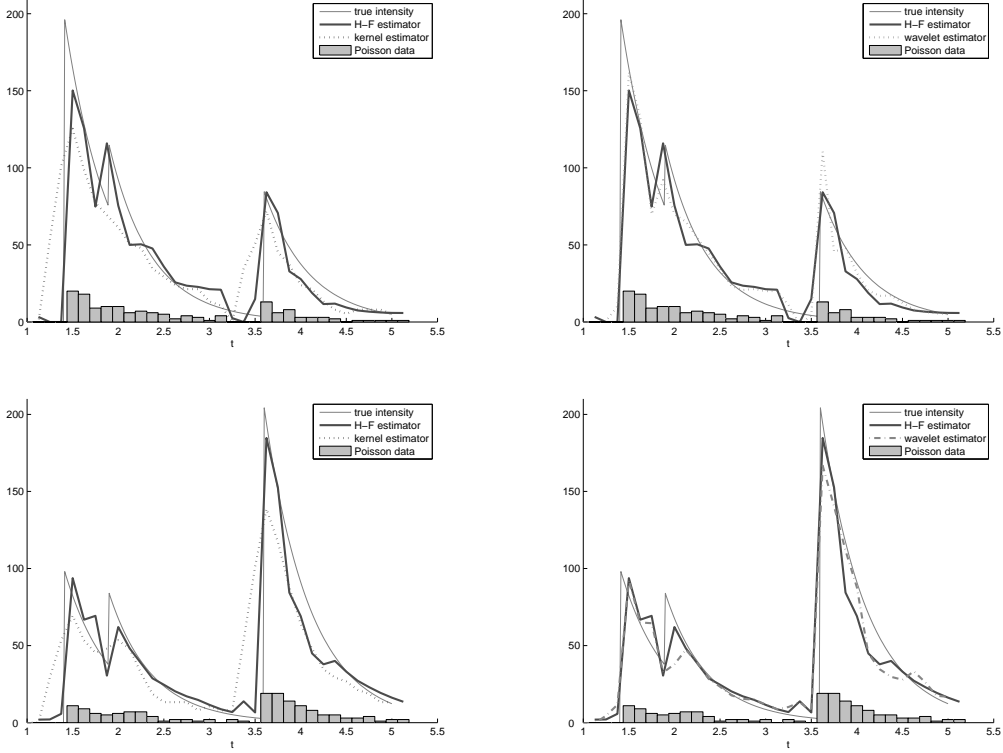 200
150
100
50
0
1 1.5 2 2.5 3 3.5 4 4.5 5 5.5
t
true intensity
H−F estimator
kernel estimator
Poisson data
200
150
100
50
0
1 1.5 2 2.5 3 3.5 4 4.5 5 5.5
t
true intensity
H−F estimator
wavelet estimator
Poisson data
200
150
100
50
0
1 1.5 2 2.5 3 3.5 4 4.5 5 5.5
t
true intensity
H−F estimator
kernel estimator
Poisson data
200
150
100
50
0
1 1.5 2 2.5 3 3.5 4 4.5 5 5.5
t
true intensity
H−F estimator
wavelet estimator
Poisson data